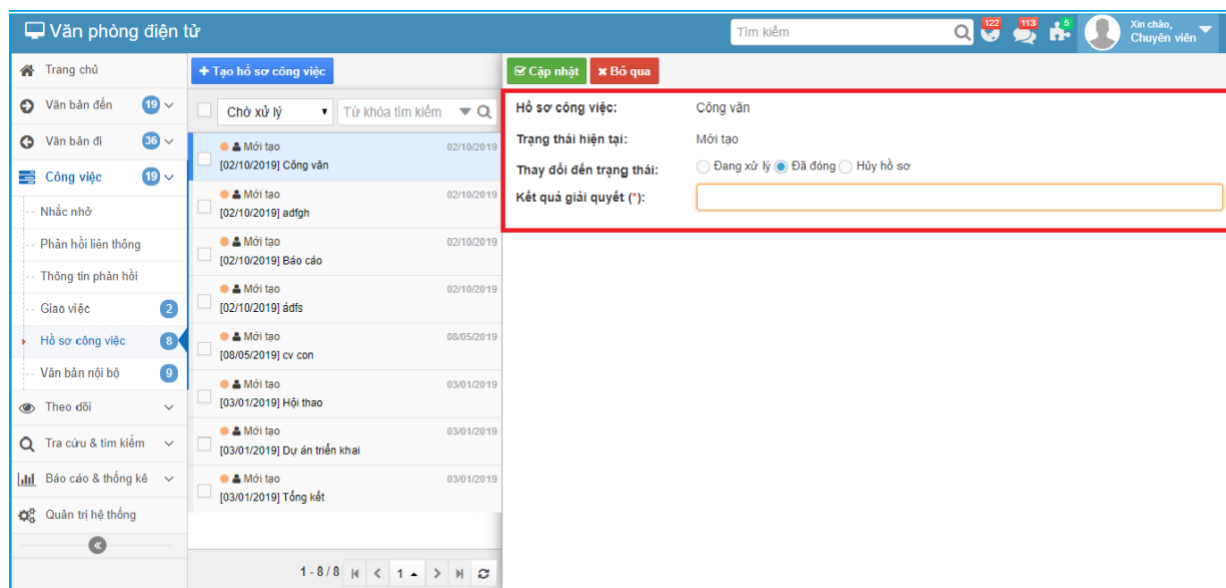 Văn phòng điện tử
Tìm kiếm
122
113
5
Xin chào,
Chuyên viên
Trang chủ
Văn bản đến 19
Văn bản đi 36
Công việc 19
Nhắc nhở
Phản hồi liên thông
Thông tin phản hồi
Giao việc 2
Hồ sơ công việc 8
Văn bản nội bộ 9
Theo dõi
Tra cứu & tìm kiếm
Báo cáo & thống kê
Quản trị hệ thống
+ Tạo hồ sơ công việc
Chờ xử lý
Từ khóa tìm kiếm
Mới tạo 02/10/2019
[02/10/2019] Công văn
Mới tạo 02/10/2019
[02/10/2019] adfgh
Mới tạo 02/10/2019
[02/10/2019] Báo cáo
Mới tạo 02/10/2019
[02/10/2019] ádfs
Mới tạo 08/05/2019
[08/05/2019] cv con
Mới tạo 03/01/2019
[03/01/2019] Hội thao
Mới tạo 03/01/2019
[03/01/2019] Dự án triển khai
Mới tạo 03/01/2019
[03/01/2019] Tổng kết
1 - 8 / 8
1
Cập nhật
Bỏ qua
Hồ sơ công việc: Công văn
Trạng thái hiện tại: Mới tạo
Thay đổi đến trạng thái: Đang xử lý Đã đóng Hủy hồ sơ
Kết quả giải quyết (*):